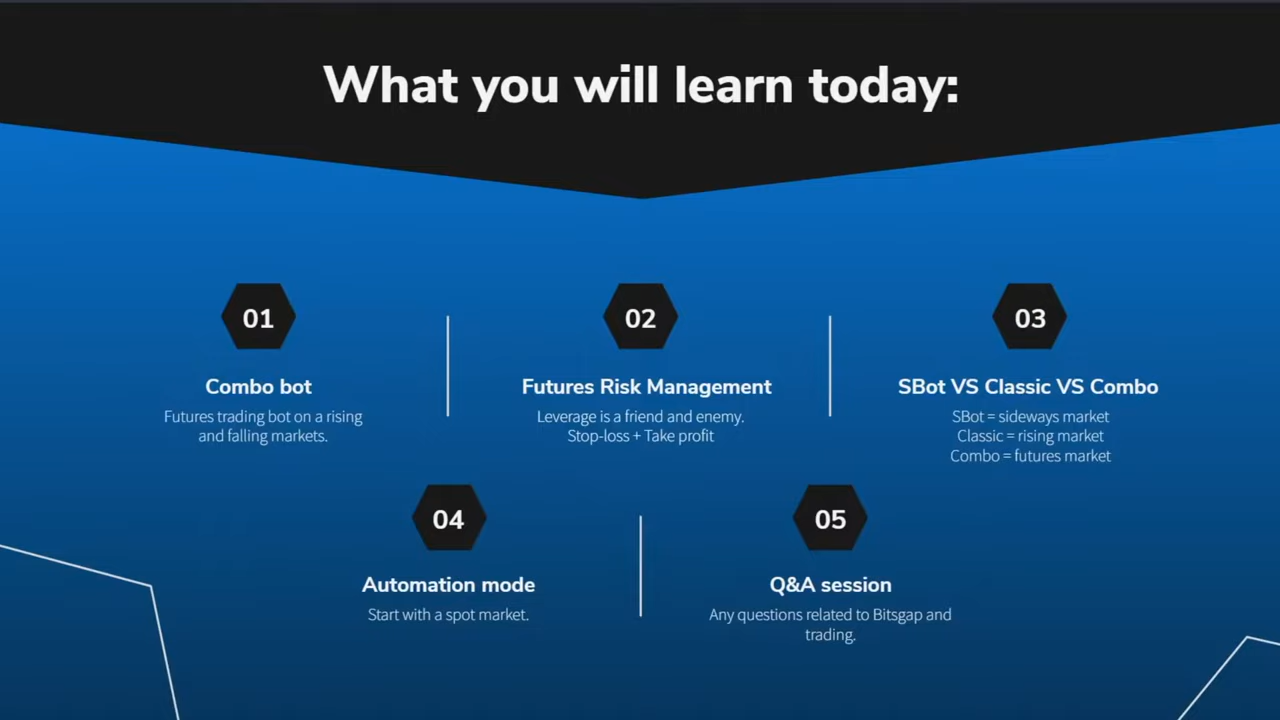 What you will learn today:
01
Combo bot
Futures trading bot on a rising
and falling markets.
02
Futures Risk Management
Leverage is a friend and enemy.
Stop-loss + Take profit
03
SBot VS Classic VS Combo
SBot = sideways market
Classic = rising market
Combo = futures market
04
Automation mode
Start with a spot market.
05
Q&A session
Any questions related to Bitsgap and
trading.